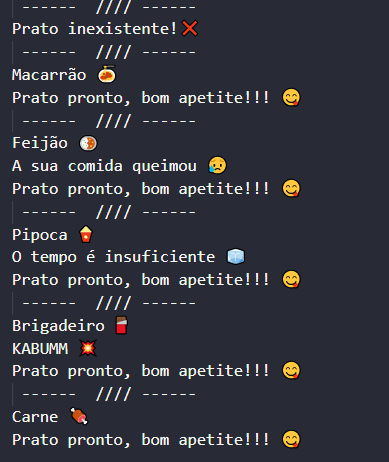 ------  //// ------
Prato inexistente!❌
------  //// ------
Macarrão 🍝
Prato pronto, bom apetite!!! 😋
------  //// ------
Feijão 🍛
A sua comida queimou 😥
Prato pronto, bom apetite!!! 😋
------  //// ------
Pipoca 🍿
O tempo é insuficiente 🧊
Prato pronto, bom apetite!!! 😋
------  //// ------
Brigadeiro 🍫
KABUMM 💥
Prato pronto, bom apetite!!! 😋
------  //// ------
Carne 🍖
Prato pronto, bom apetite!!! 😋